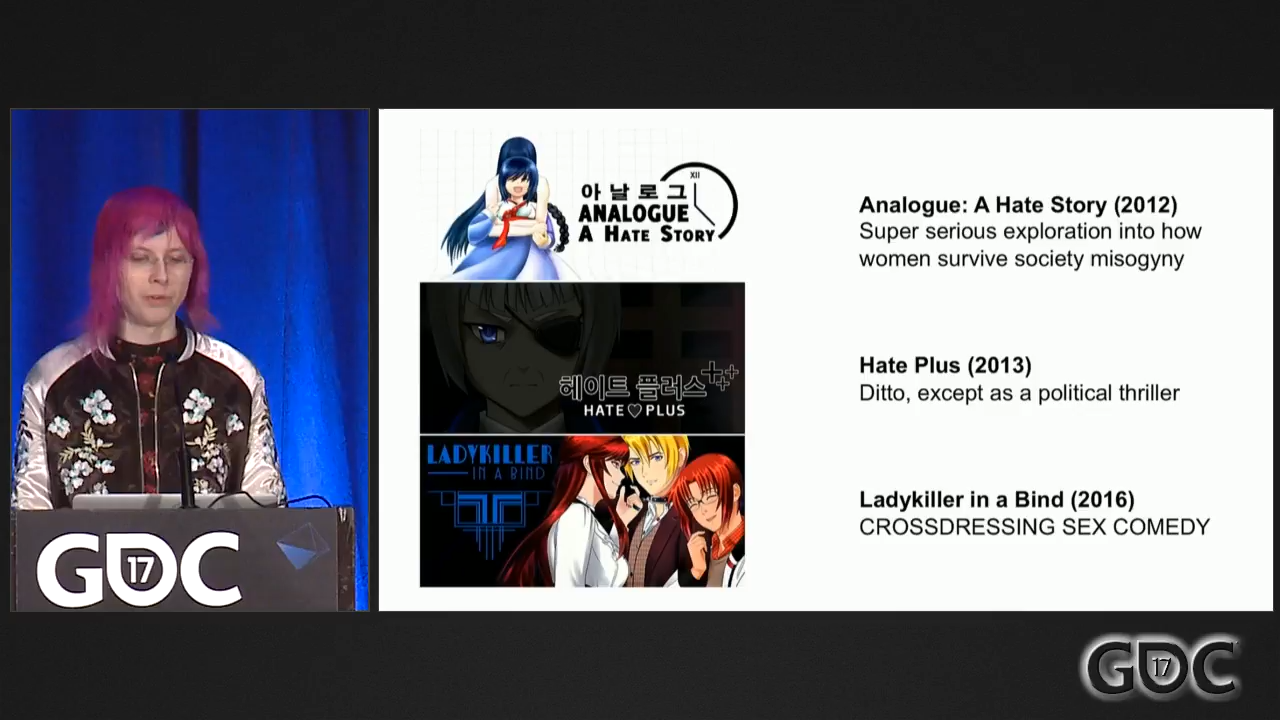 아날로그
XII
ANALOGUE
A HATE STORY
Analogue: A Hate Story (2012)
Super serious exploration into how
women survive society misogyny
헤이트 플러스
HATE♡PLUS
Hate Plus (2013)
Ditto, except as a political thriller
LADYKILLER
IN A BIND
Ladykiller in a Bind (2016)
CROSSDRESSING SEX COMEDY
GDC
17
GDC
17